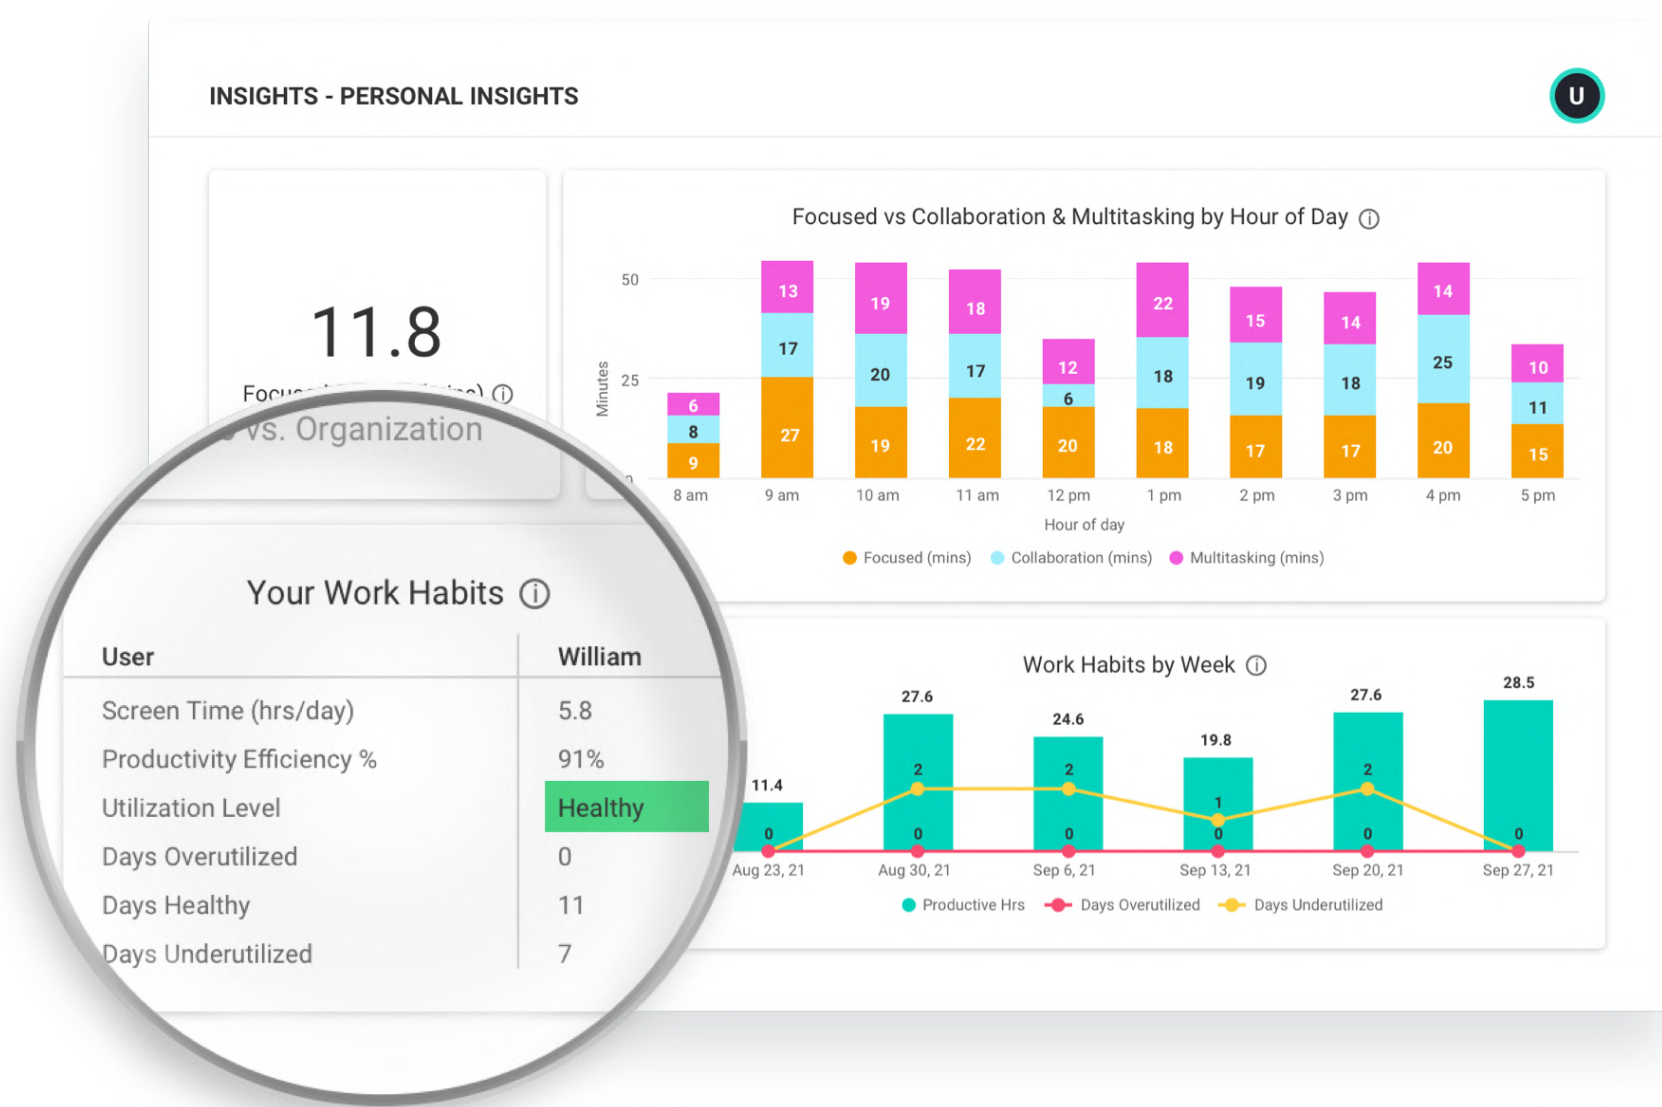 INSIGHTS - PERSONAL INSIGHTS
U
11.8
vs. Organization
Focused vs Collaboration & Multitasking by Hour of Day
Minutes
50
25
0
6 13 19 18 12 22 15 14 14 10
8 17 20 17 6 18 19 18 25 11
9 27 19 22 20 18 17 17 20 15
8 am 9 am 10 am 11 am 12 pm 1 pm 2 pm 3 pm 4 pm 5 pm
Hour of day
Focused (mins) Collaboration (mins) Multitasking (mins)
Your Work Habits
User William
Screen Time (hrs/day) 5.8
Productivity Efficiency % 91%
Utilization Level Healthy
Days Overutilized 0
Days Healthy 11
Days Underutilized 7
Work Habits by Week
11.4 27.6 24.6 19.8 27.6 28.5
2 2 1 2
0 0 0 0 0 0
Aug 23, 21 Aug 30, 21 Sep 6, 21 Sep 13, 21 Sep 20, 21 Sep 27, 21
Productive Hrs Days Overutilized Days Underutilized